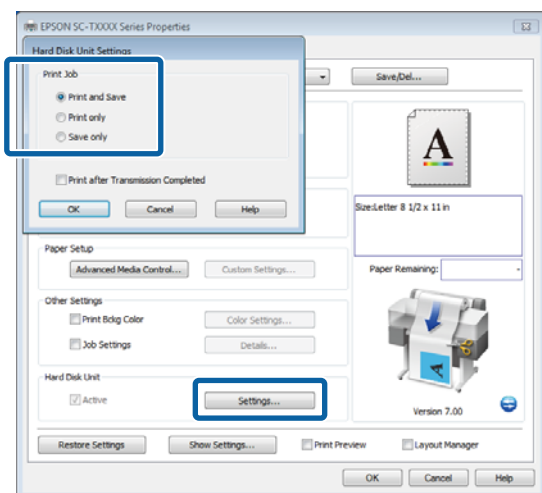 EPSON SC-TXXXX Series Properties
Hard Disk Unit Settings
Print Job
Print and Save
Print only
Save only
Print after Transmission Completed
OK Cancel Help
Save/Del...
A
Size:Letter 8 1/2 x 11 in
Paper Setup
Advanced Media Control... Custom Settings...
Paper Remaining: -
Other Settings
Print Bckg Color Color Settings...
Job Settings Details...
A
Hard Disk Unit
Active Settings...
Version 7.00
Restore Settings Show Settings... Print Preview Layout Manager
OK Cancel Help